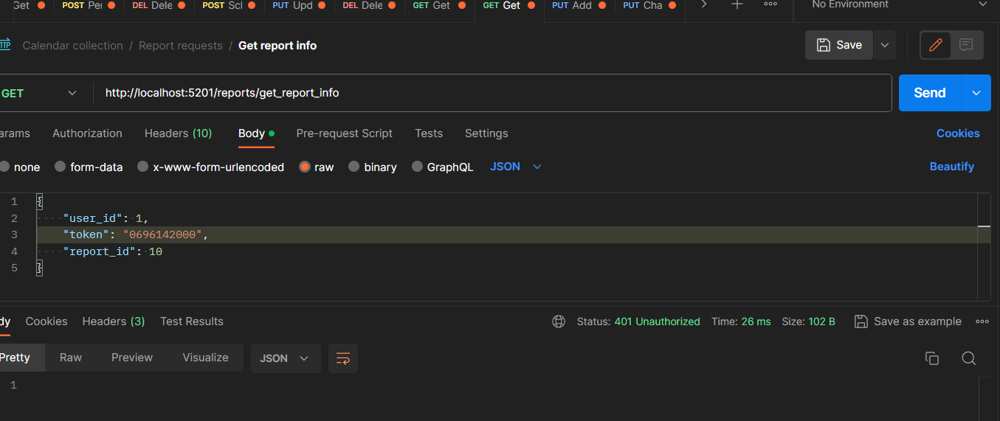 Get POST Per DEL Dele POST Scl PUT Upd DEL Dele GET Get GET Get PUT Add PUT Cha No Environment
TTP Calendar collection / Report requests / Get report info Save
GET http://localhost:5201/reports/get_report_info Send
arams Authorization Headers (10) Body Pre-request Script Tests Settings Cookies
none form-data x-www-form-urlencoded raw binary GraphQL JSON Beautify
1 {
2 "user_id": 1,
3 "token": "0696142000",
4 "report_id": 10
5 }
dy Cookies Headers (3) Test Results Status: 401 Unauthorized Time: 26 ms Size: 102 B Save as example
Pretty Raw Preview Visualize JSON
1